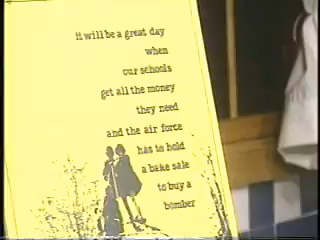 it will be a great day
when
our schools
get all the money
they need
and the air force
has to hold
a bake sale
to buy a
bomber